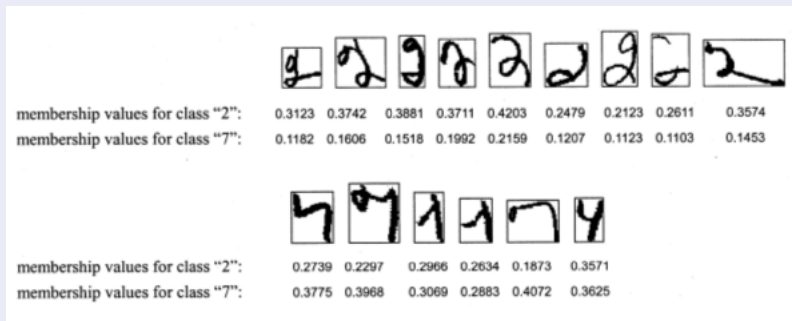 membership values for class “2”: 0.3123 0.3742 0.3881 0.3711 0.4203 0.2479 0.2123 0.2611 0.3574
membership values for class “7”: 0.1182 0.1606 0.1518 0.1992 0.2159 0.1207 0.1123 0.1103 0.1453
membership values for class “2”: 0.2739 0.2297 0.2966 0.2634 0.1873 0.3571
membership values for class “7”: 0.3775 0.3968 0.3069 0.2883 0.4072 0.3625